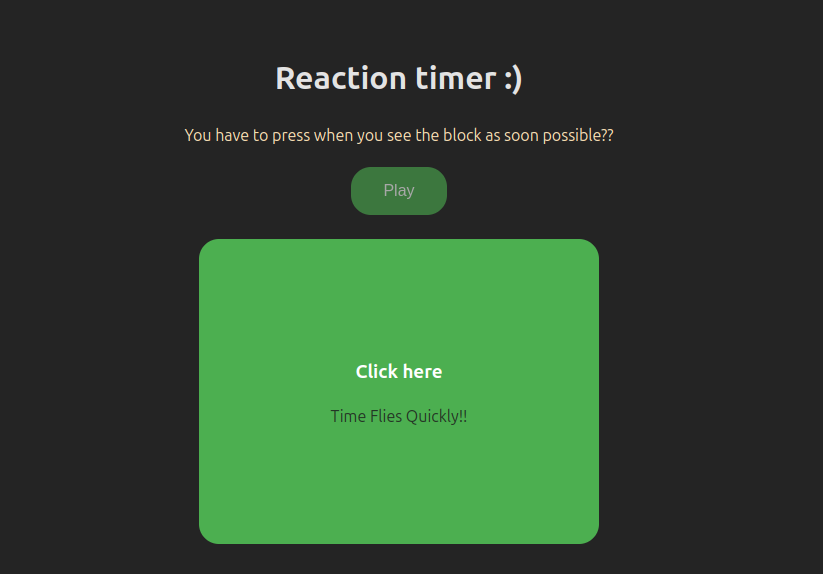 Reaction timer :)
You have to press when you see the block as soon possible??
Play
Click here
Time Flies Quickly!!